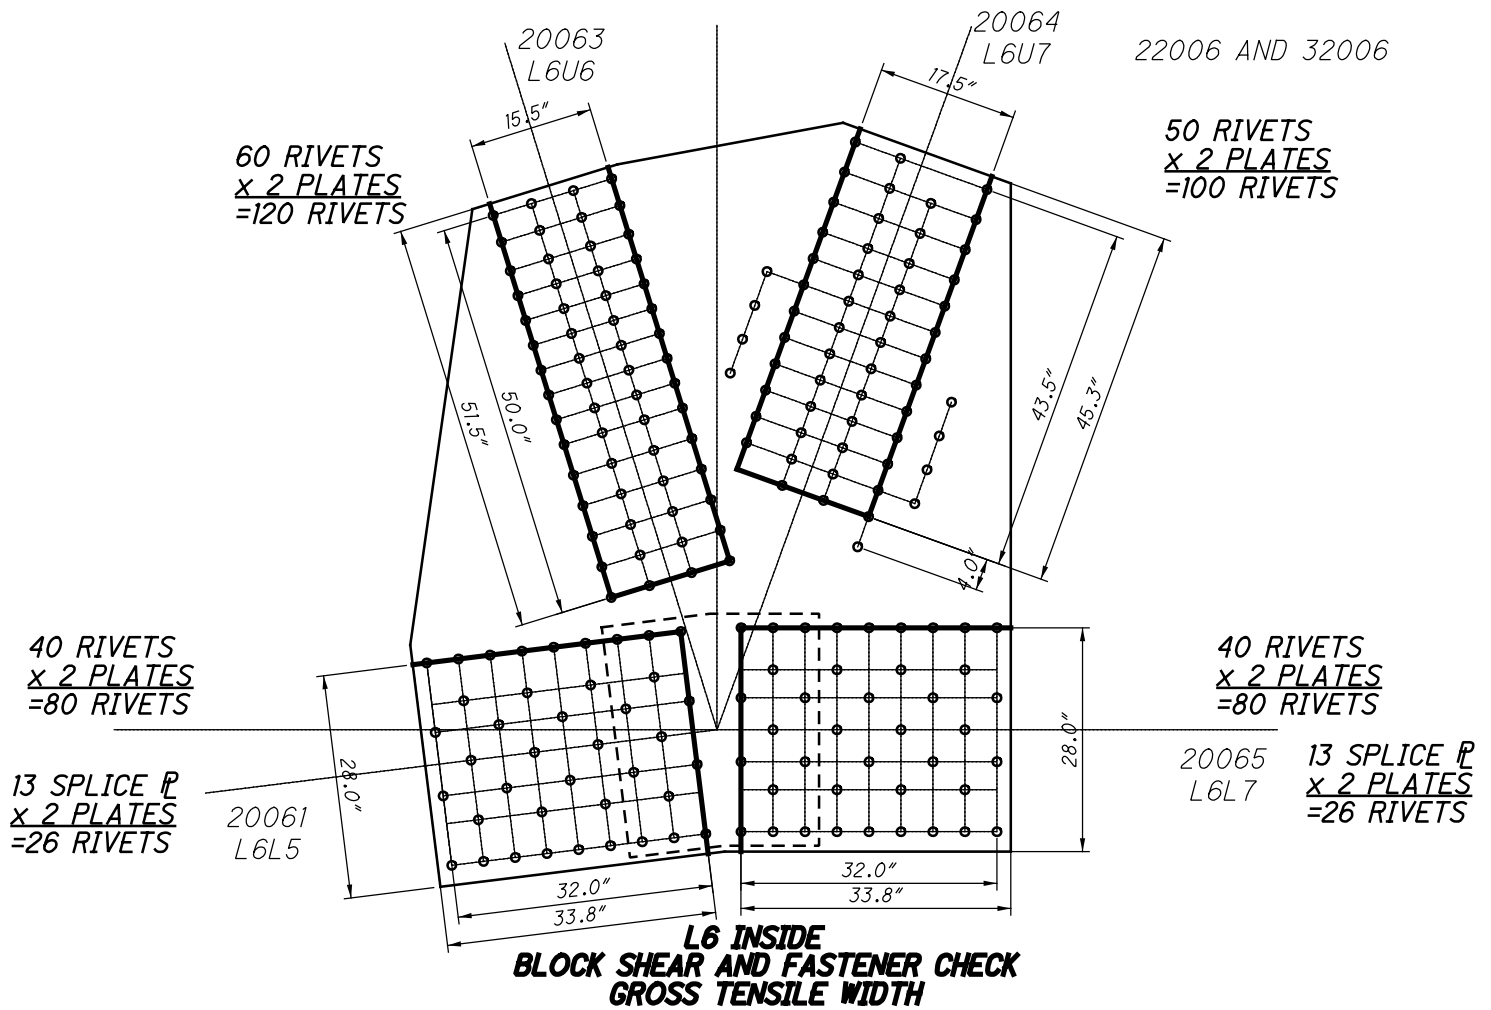 20063
L6U6
20064
L6U7
22006 AND 32006
15.5"
17.5"
60 RIVETS
x 2 PLATES
=120 RIVETS
50 RIVETS
x 2 PLATES
=100 RIVETS
51.5"
50.0"
43.5"
45.3"
4.0"
40 RIVETS
x 2 PLATES
=80 RIVETS
40 RIVETS
x 2 PLATES
=80 RIVETS
28.0"
28.0"
13 SPLICE PL
x 2 PLATES
=26 RIVETS
20061
L6L5
20065
L6L7
13 SPLICE PL
x 2 PLATES
=26 RIVETS
32.0"
33.8"
32.0"
33.8"
L6 INSIDE
BLOCK SHEAR AND FASTENER CHECK
GROSS TENSILE WIDTH